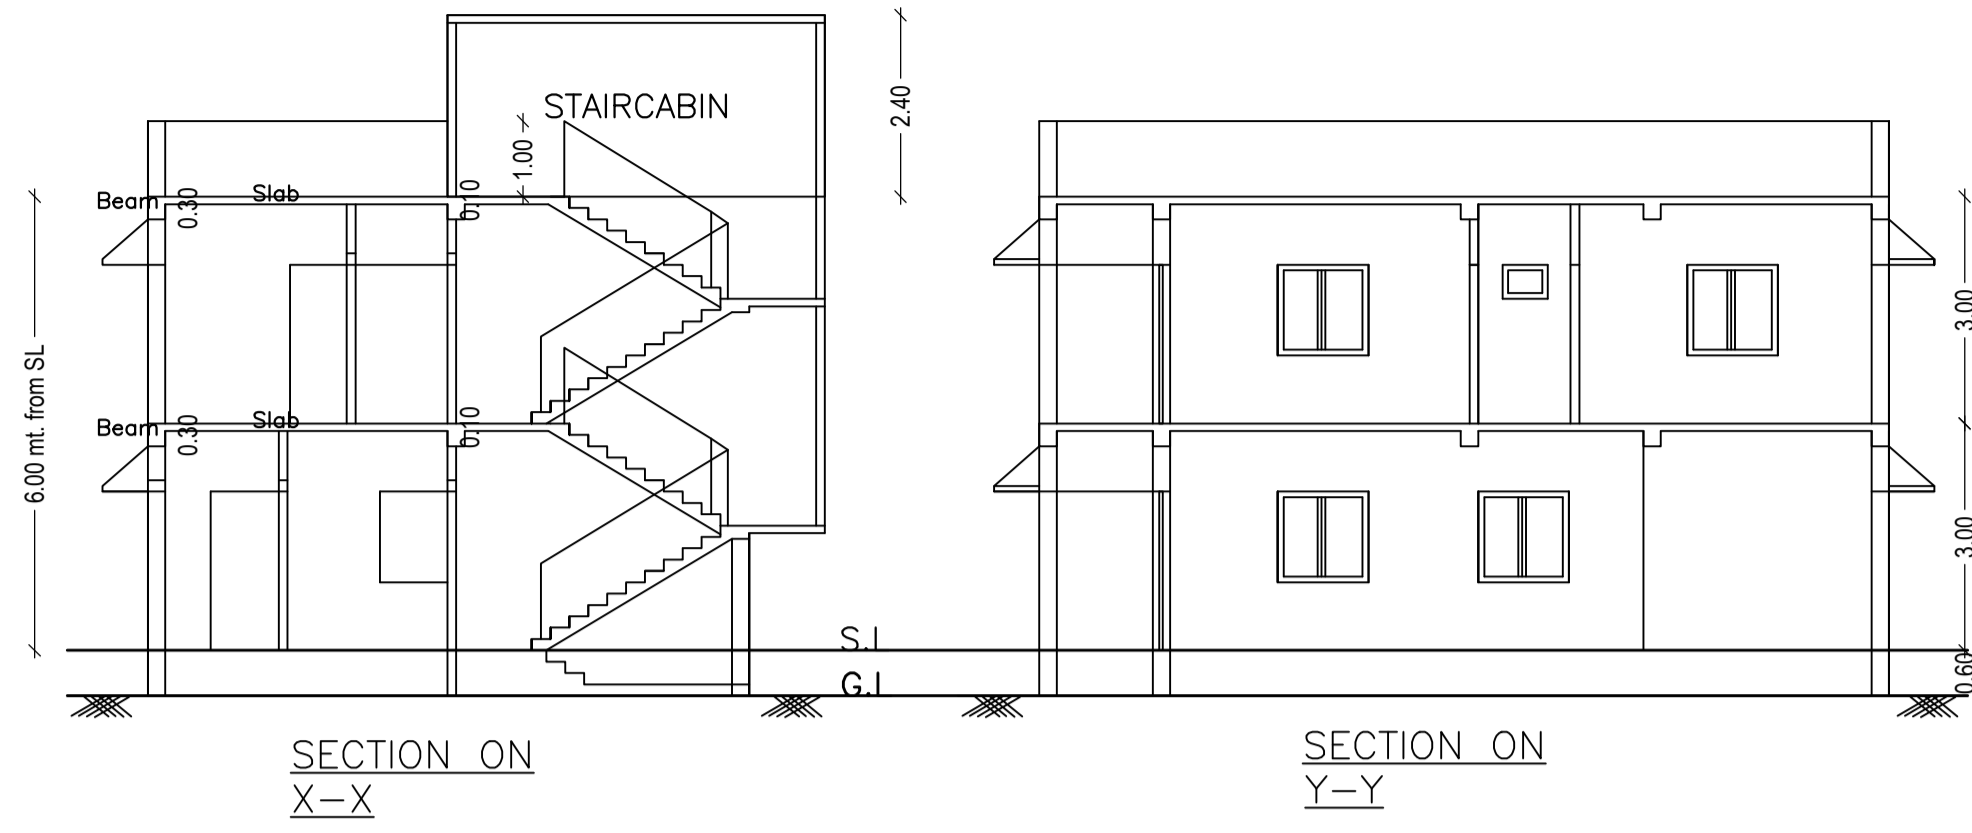 STAIRCABIN
2.40
1.00
Beam
0.30
Slab
0.10
6.00 mt. from SL
3.00
Beam
0.30
Slab
0.10
3.00
S.L
G.L
0.60
SECTION ON
X-X
SECTION ON
Y-Y